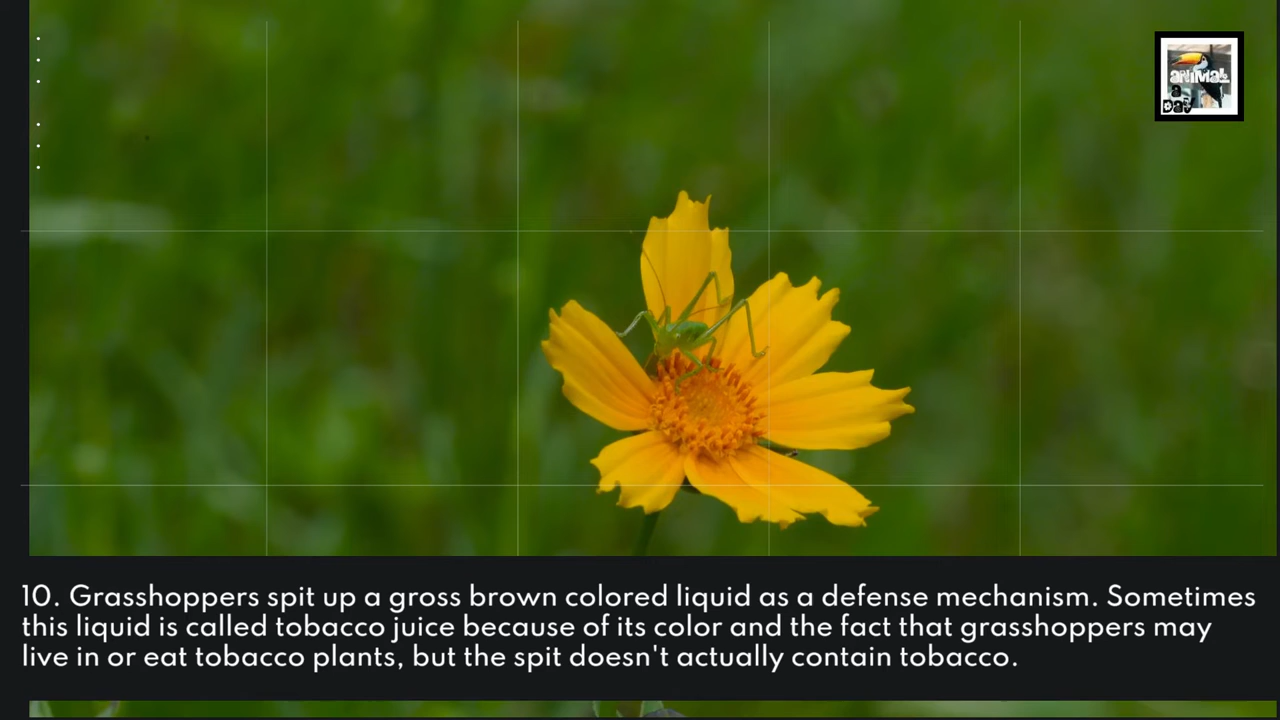 ANIMAL
a
DAY
10. Grasshoppers spit up a gross brown colored liquid as a defense mechanism. Sometimes
this liquid is called tobacco juice because of its color and the fact that grasshoppers may
live in or eat tobacco plants, but the spit doesn't actually contain tobacco.